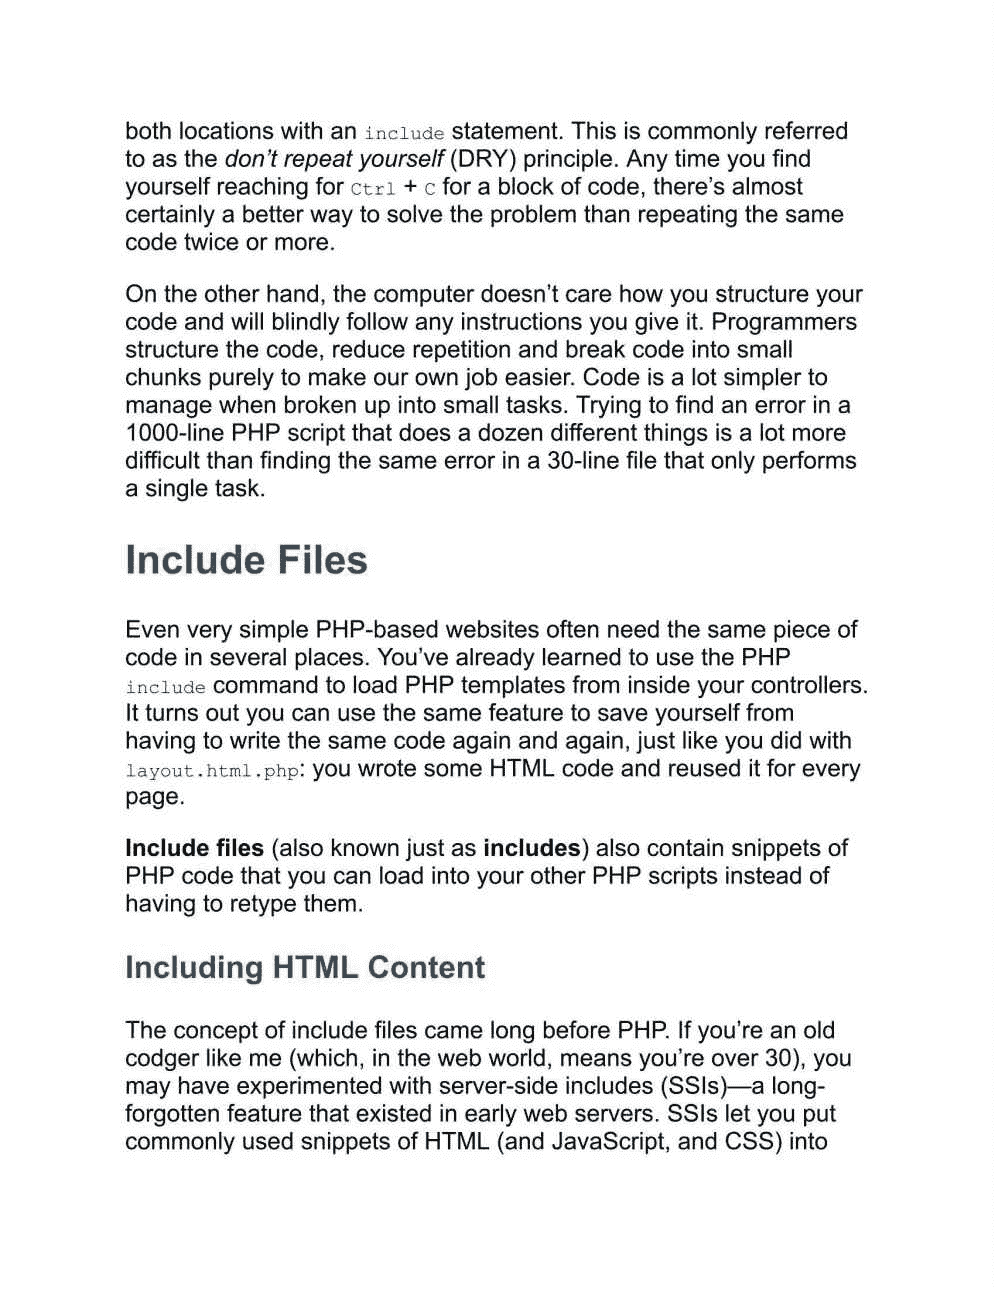 both locations with an include statement. This is commonly referred
to as the don’t repeat yourself (DRY) principle. Any time you find
yourself reaching for Ctrl + C for a block of code, there’s almost
certainly a better way to solve the problem than repeating the same
code twice or more.
On the other hand, the computer doesn’t care how you structure your
code and will blindly follow any instructions you give it. Programmers
structure the code, reduce repetition and break code into small
chunks purely to make our own job easier. Code is a lot simpler to
manage when broken up into small tasks. Trying to find an error in a
1000-line PHP script that does a dozen different things is a lot more
difficult than finding the same error in a 30-line file that only performs
a single task.
Include Files
Even very simple PHP-based websites often need the same piece of
code in several places. You’ve already learned to use the PHP
include command to load PHP templates from inside your controllers.
It turns out you can use the same feature to save yourself from
having to write the same code again and again, just like you did with
layout.html.php: you wrote some HTML code and reused it for every
page.
Include files (also known just as includes) also contain snippets of
PHP code that you can load into your other PHP scripts instead of
having to retype them.
Including HTML Content
The concept of include files came long before PHP. If you’re an old
codger like me (which, in the web world, means you’re over 30), you
may have experimented with server-side includes (SSIs)—a long-
forgotten feature that existed in early web servers. SSIs let you put
commonly used snippets of HTML (and JavaScript, and CSS) into